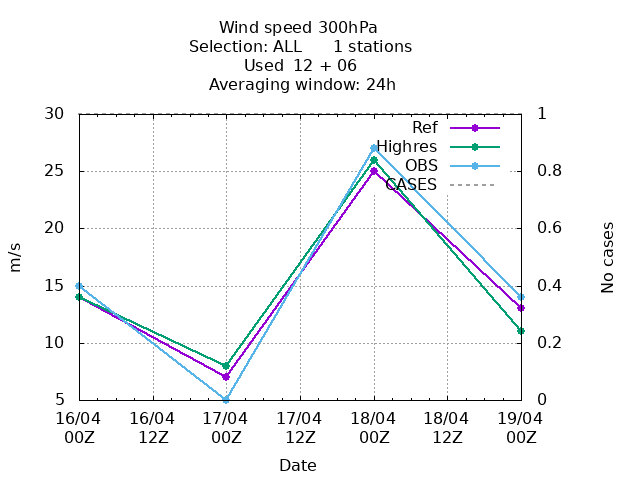 Wind speed 300hPa
Selection: ALL 1 stations
Used 12 + 06
Averaging window: 24h
30
25
20
15
10
5
1
0.8
0.6
0.4
0.2
0
m/s
No cases
Ref
Highres
OBS
CASES
16/04 16/04 17/04 17/04 18/04 18/04 19/04
00Z 12Z 00Z 12Z 00Z 12Z 00Z
Date